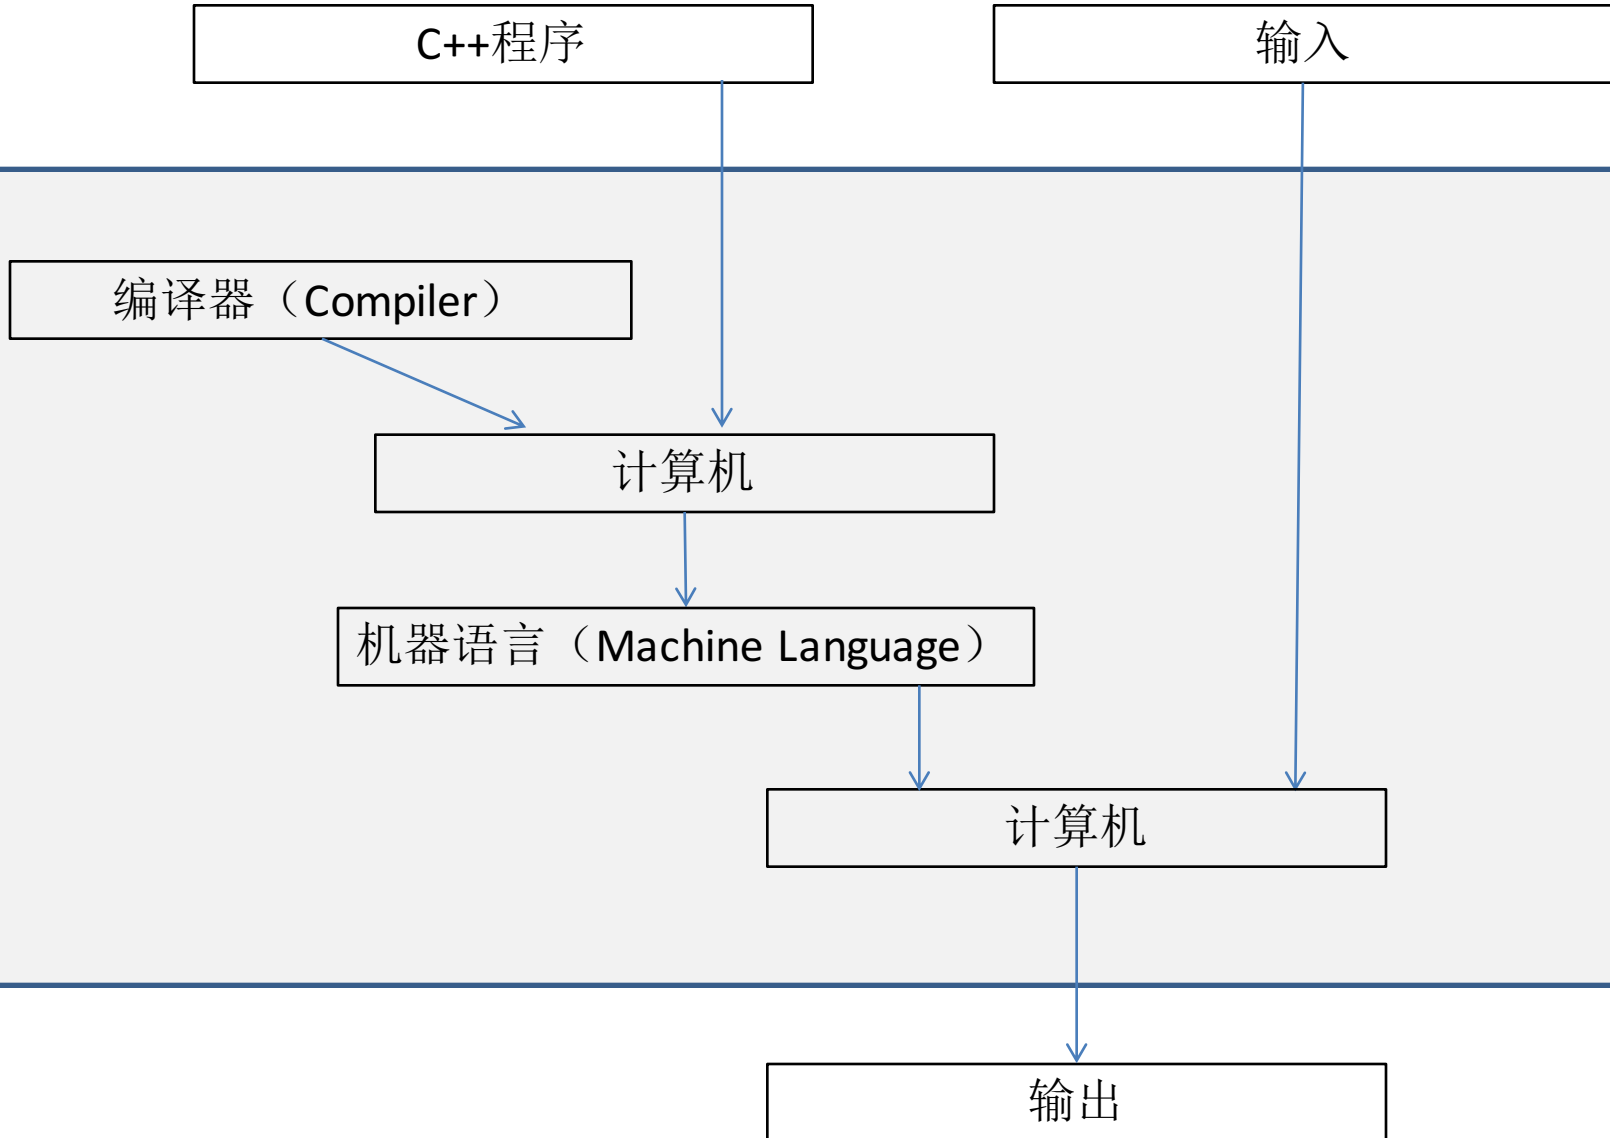 C++程序
输入
编译器（Compiler）
计算机
机器语言（Machine Language）
计算机
输出